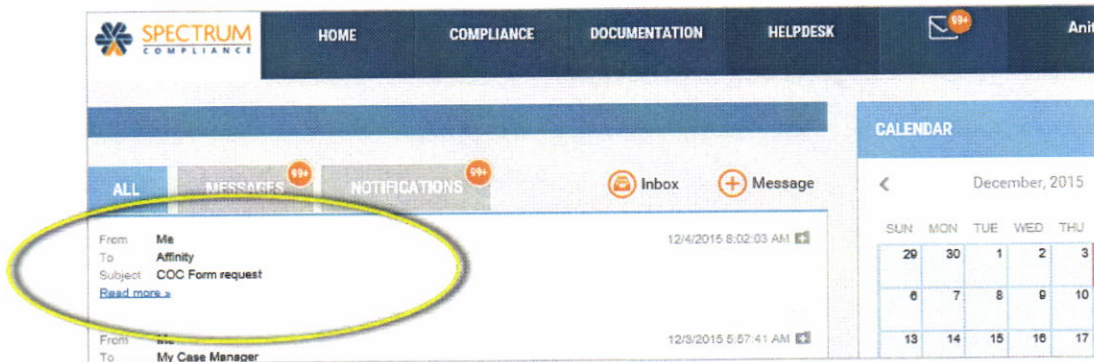 SPECTRUM
COMPLIANCE
HOME
COMPLIANCE
DOCUMENTATION
HELPDESK
99+
Anit
ALL
MESSAGES 99+
NOTIFICATIONS 99+
Inbox
Message
From Me
12/4/2015 8:02:03 AM
To Affinity
Subject COC Form request
Read more »
From Me
12/3/2015 5:57:41 AM
To My Case Manager
CALENDAR
< December, 2015
SUN MON TUE WED THU
29 30 1 2 3
6 7 8 9 10
13 14 15 16 17